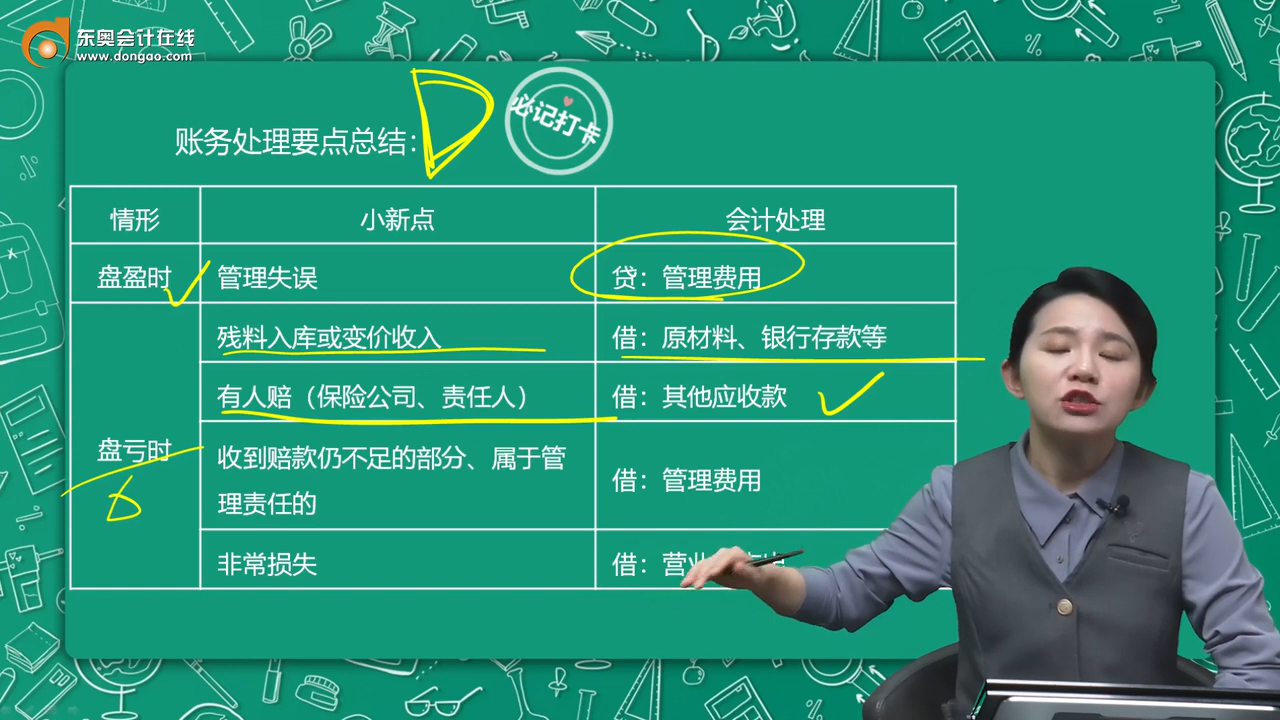 东奥会计在线
www.dongao.com
账务处理要点总结：
必记打卡
情形 小新点 会计处理
盘盈时 管理失误 贷：管理费用
残料入库或变价收入 借：原材料、银行存款等
有人赔（保险公司、责任人） 借：其他应收款
盘亏时
收到赔款仍不足的部分、属于管
理责任的
借：管理费用
非常损失 借：营业